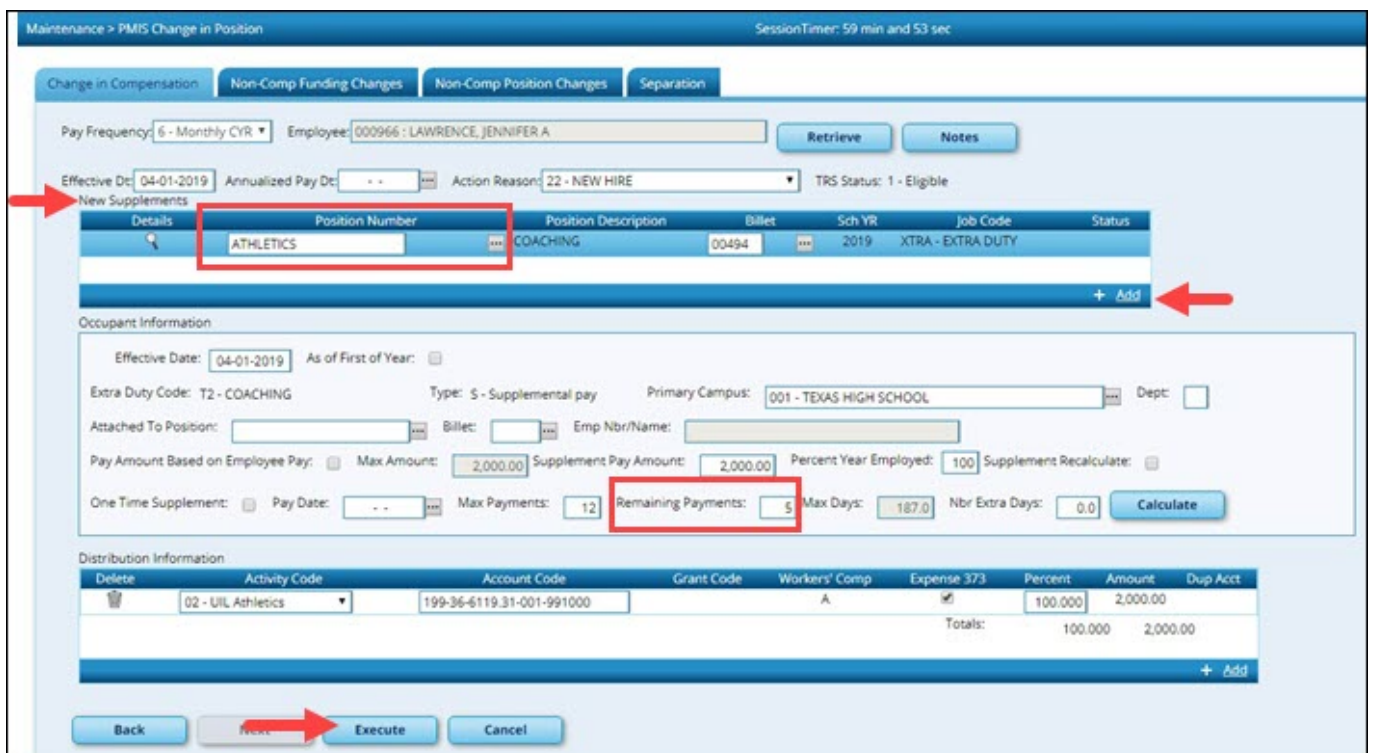 Maintenance > PMIS Change in Position SessionTimer: 59 min and 53 sec
Change in Compensation Non-Comp Funding Changes Non-Comp Position Changes Separation
Pay Frequency: 6 - Monthly CYR Employee: 000966 : LAWRENCE, JENNIFER A Retrieve Notes
Effective Dt: 04-01-2019 Annualized Pay Dt: - - Action Reason: 22 - NEW HIRE TRS Status: 1 - Eligible
New Supplements
Details Position Number Position Description Billet Sch YR Job Code Status
ATHLETICS COACHING 00494 2019 XTRA - EXTRA DUTY
+ Add
Occupant Information
Effective Date: 04-01-2019 As of First of Year:
Extra Duty Code: T2 - COACHING Type: S - Supplemental pay Primary Campus: 001 - TEXAS HIGH SCHOOL Dept:
Attached To Position: Billet: Emp Nbr/Name:
Pay Amount Based on Employee Pay: Max Amount: 2,000.00 Supplement Pay Amount: 2,000.00 Percent Year Employed: 100 Supplement Recalculate:
One Time Supplement: Pay Date: - - Max Payments: 12 Remaining Payments: 5 Max Days: 187.0 Nbr Extra Days: 0.0 Calculate
Distribution Information
Delete Activity Code Account Code Grant Code Workers' Comp Expense 373 Percent Amount Dup Acct
02 - UIL Athletics 199-36-6119.31-001-991000 A 100.000 2,000.00
Totals: 100.000 2,000.00
+ Add
Back Next Execute Cancel